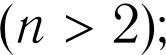 (n > 2);